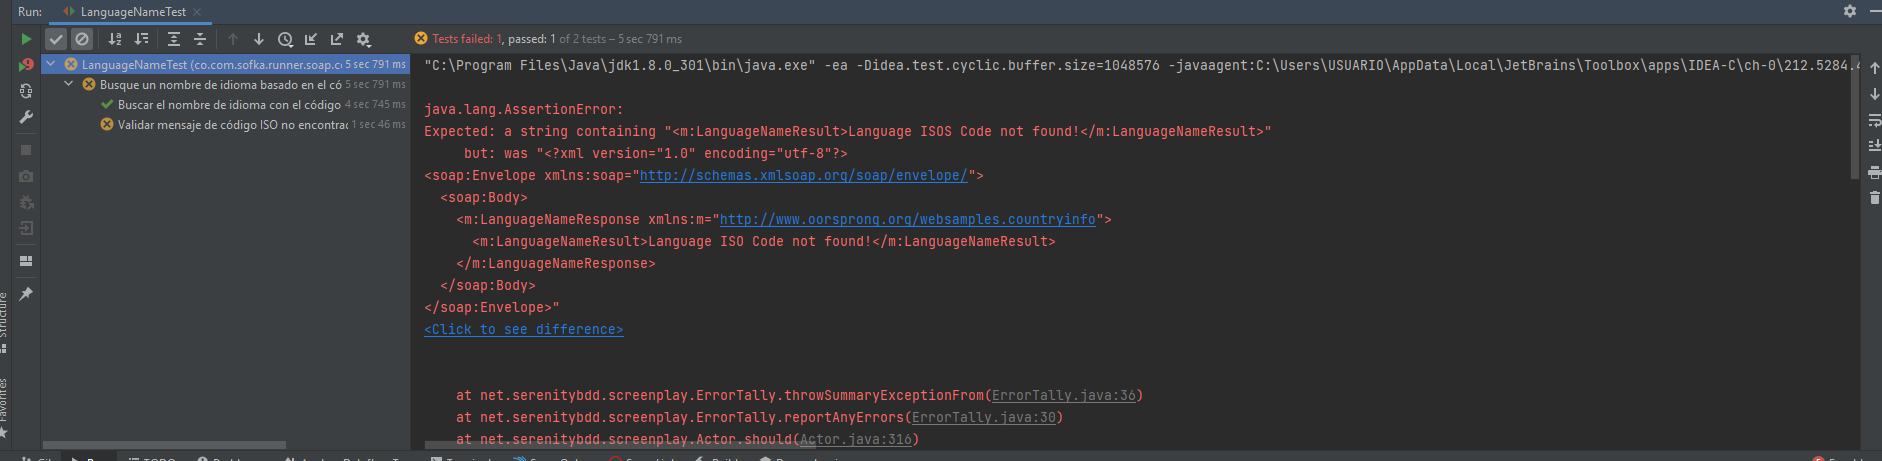 Run: LanguageNameTest
Tests failed: 1, passed: 1 of 2 tests – 5 sec 791 ms
LanguageNameTest (co.com.sofka.runner.soap.c 5 sec 791 ms
Busque un nombre de idioma basado en el có 5 sec 791 ms
Buscar el nombre de idioma con el código 4 sec 745 ms
Validar mensaje de código ISO no encontrad 1 sec 46 ms
"C:\Program Files\Java\jdk1.8.0_301\bin\java.exe" -ea -Didea.test.cyclic.buffer.size=1048576 -javaagent:C:\Users\USUARIO\AppData\Local\JetBrains\Toolbox\apps\IDEA-C\ch-0\212.5284.4
java.lang.AssertionError:
Expected: a string containing "<m:LanguageNameResult>Language ISOS Code not found!</m:LanguageNameResult>"
but: was "<?xml version="1.0" encoding="utf-8"?>
<soap:Envelope xmlns:soap="http://schemas.xmlsoap.org/soap/envelope/">
<soap:Body>
<m:LanguageNameResponse xmlns:m="http://www.oorsprong.org/websamples.countryinfo">
<m:LanguageNameResult>Language ISO Code not found!</m:LanguageNameResult>
</m:LanguageNameResponse>
</soap:Body>
</soap:Envelope>"
<Click to see difference>
at net.serenitybdd.screenplay.ErrorTally.throwSummaryExceptionFrom(ErrorTally.java:36)
at net.serenitybdd.screenplay.ErrorTally.reportAnyErrors(ErrorTally.java:30)
at net.serenitybdd.screenplay.Actor.should(Actor.java:316)
Structure
Favorites